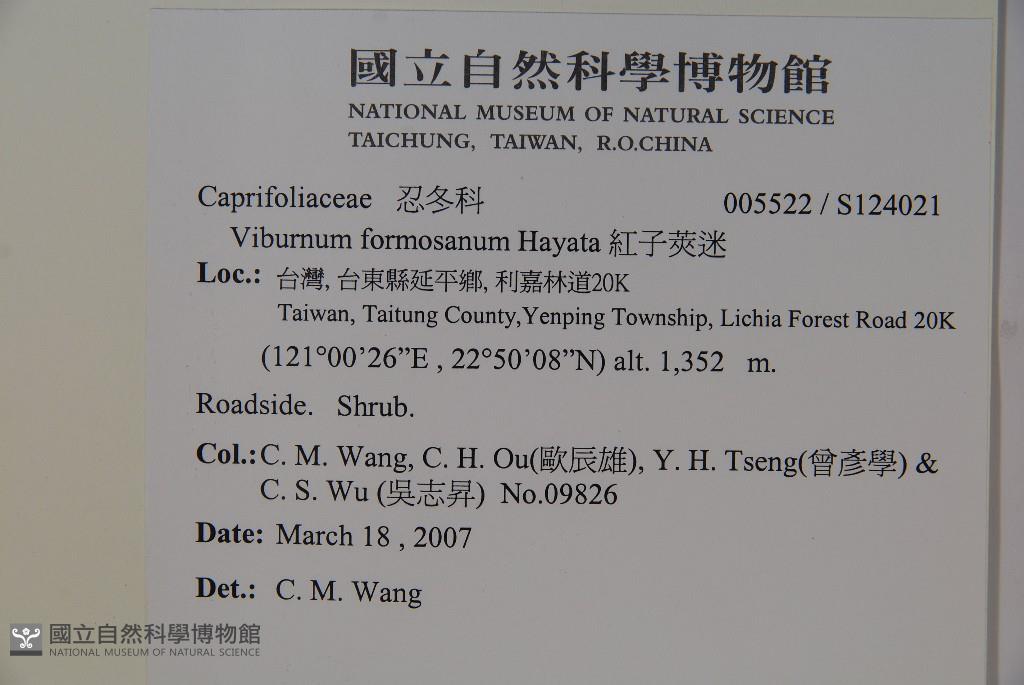 國立自然科學博物館
NATIONAL MUSEUM OF NATURAL SCIENCE
TAICHUNG, TAIWAN, R.O.CHINA
Caprifoliaceae 忍冬科 005522 / S124021
Viburnum formosanum Hayata 紅子莢迷
Loc.: 台灣, 台東縣延平鄉, 利嘉林道20K
Taiwan, Taitung County,Yenping Township, Lichia Forest Road 20K
(121°00’26”E , 22°50’08”N) alt. 1,352 m.
Roadside. Shrub.
Col.: C. M. Wang, C. H. Ou(歐辰雄), Y. H. Tseng(曾彥學) &
C. S. Wu (吳志昇) No.09826
Date: March 18 , 2007
Det.: C. M. Wang
國立自然科學博物館
NATIONAL MUSEUM OF NATURAL SCIENCE